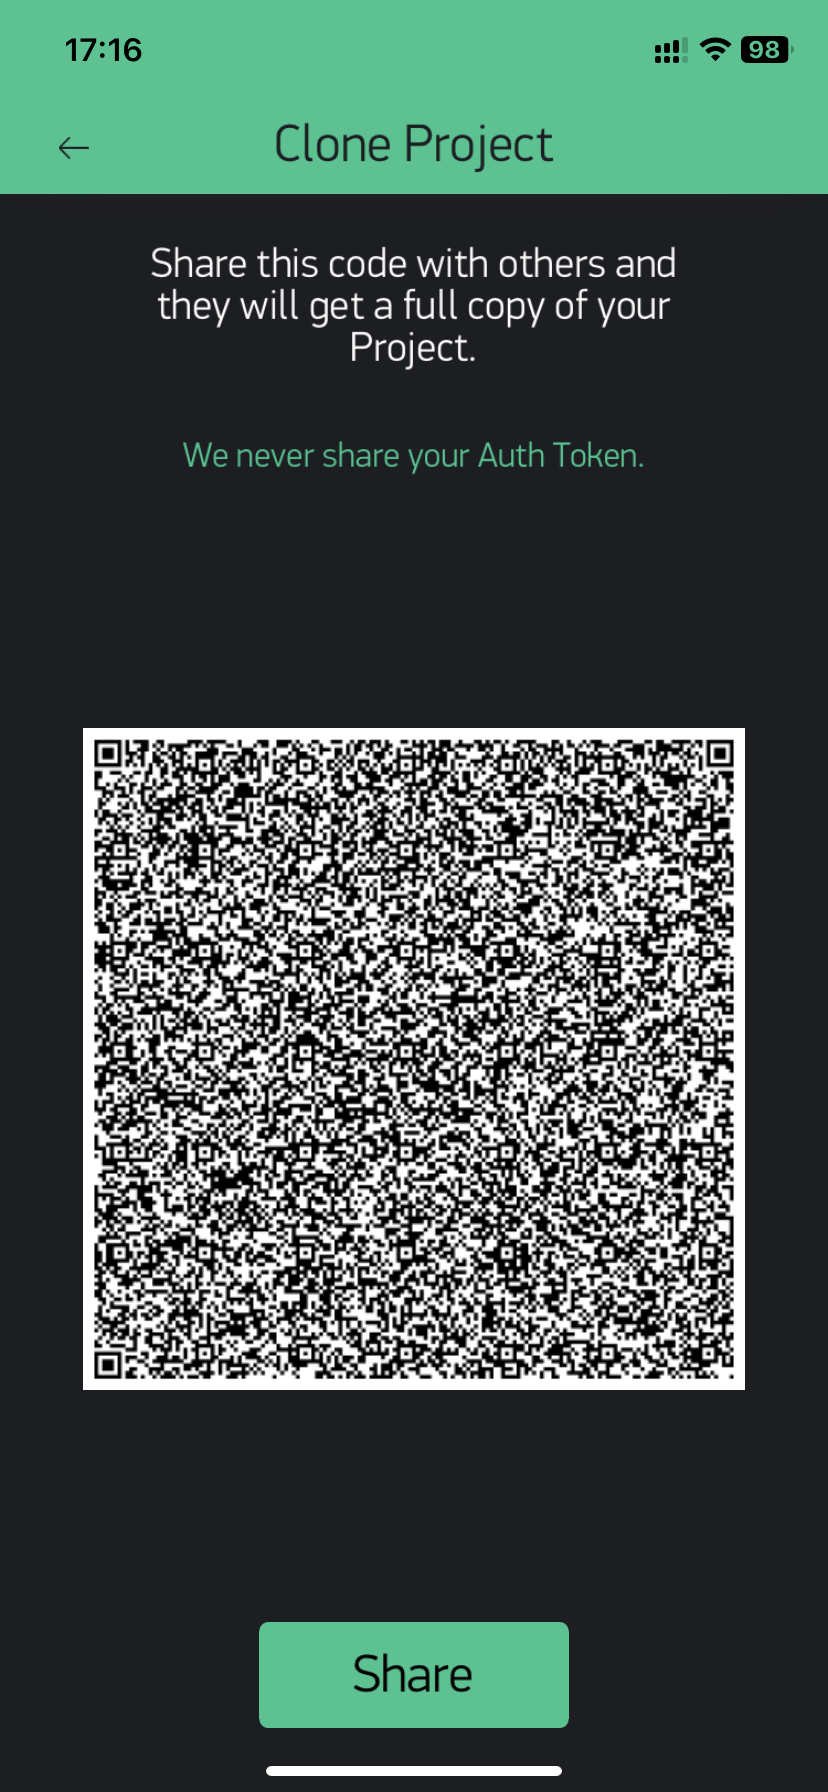 17:16
98
Clone Project
Share this code with others and
they will get a full copy of your
Project.
We never share your Auth Token.
Share